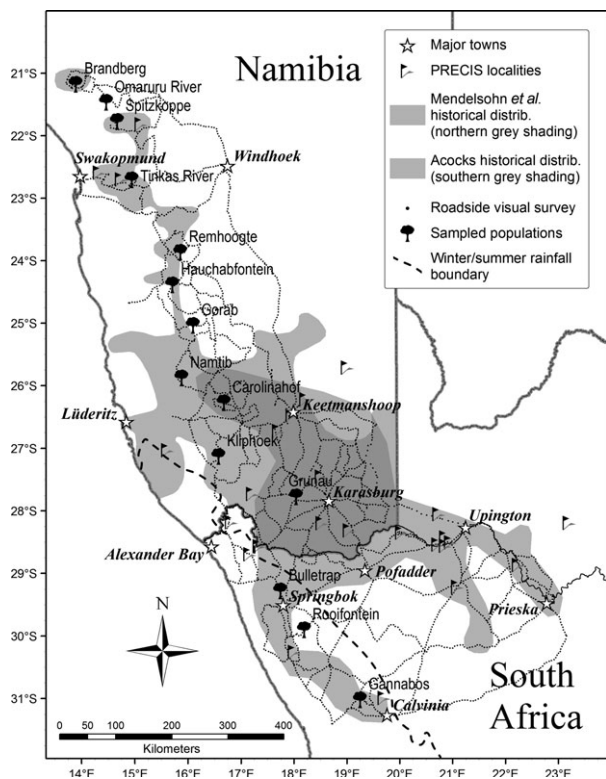 Namibia
Brandberg
Omaruru River
Spitzkoppe
Swakopmund
Windhoek
Tinkas River
Remhoogte
Hauchabfontein
Gorab
Namtib
Carolinahof
Keetmanshoop
Lüderitz
Kliphoek
Grunau
Karasburg
Upington
Alexander Bay
Bulletrap
Pofadder
Springbok
Prieska
Rooifontein
Gannabos
Calvinia
South
Africa
Major towns
PRECIS localities
Mendelsohn et al.
historical distrib.
(northern grey shading)
Acocks historical distrib.
(southern grey shading)
Roadside visual survey
Sampled populations
Winter/summer rainfall
boundary
21°S
22°S
23°S
24°S
25°S
26°S
27°S
28°S
29°S
30°S
31°S
N
0 50 100 200 300 400
Kilometers
14°E 15°E 16°E 17°E 18°E 19°E 20°E 21°E 22°E 23°E